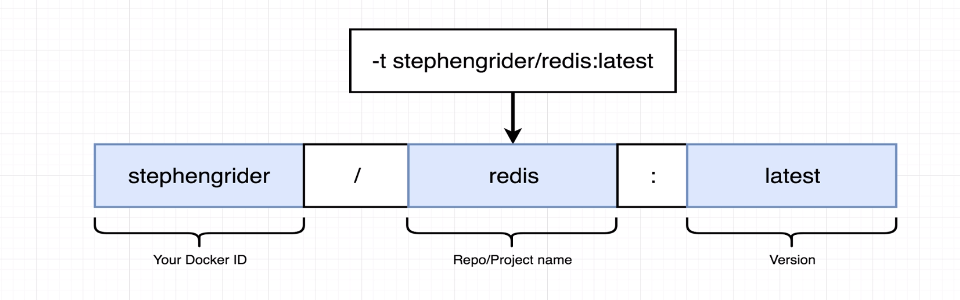 -t stephengrider/redis:latest
stephengrider / redis : latest
Your Docker ID Repo/Project name Version